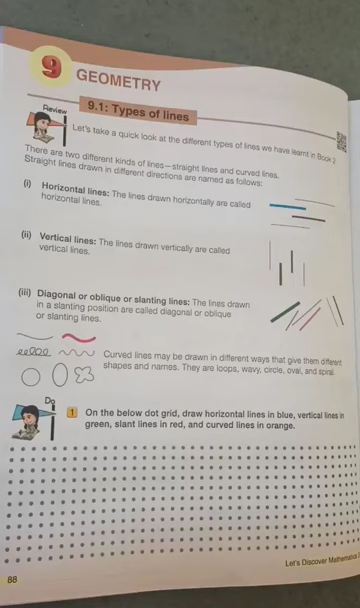 9
GEOMETRY
9.1: Types of lines
Review
Let's take a quick look at the different types of lines we have learnt in Book 2.
There are two different kinds of lines—straight lines and curved lines.
Straight lines drawn in different directions are named as follows:
(i) Horizontal lines: The lines drawn horizontally are called
horizontal lines.
(ii) Vertical lines: The lines drawn vertically are called
vertical lines.
(iii) Diagonal or oblique or slanting lines: The lines drawn
in a slanting position are called diagonal or oblique
or slanting lines.
Curved lines may be drawn in different ways that give them different
shapes and names. They are loops, wavy, circle, oval, and spiral.
Do
1 On the below dot grid, draw horizontal lines in blue, vertical lines in
green, slant lines in red, and curved lines in orange.
Let's Discover Mathematics
88